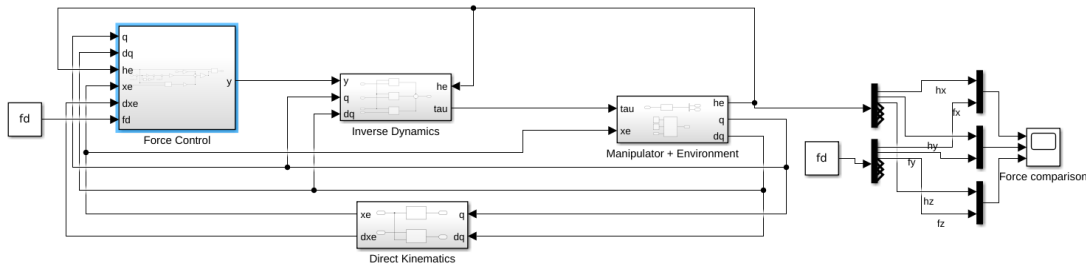 q
dq
he
xe
dxe
fd
y
Force Control
fd
y
q
dq
he
tau
Inverse Dynamics
tau
xe
he
q
dq
Manipulator + Environment
xe
dxe
q
dq
Direct Kinematics
fd
hx
fx
hy
fy
hz
fz
Force comparison